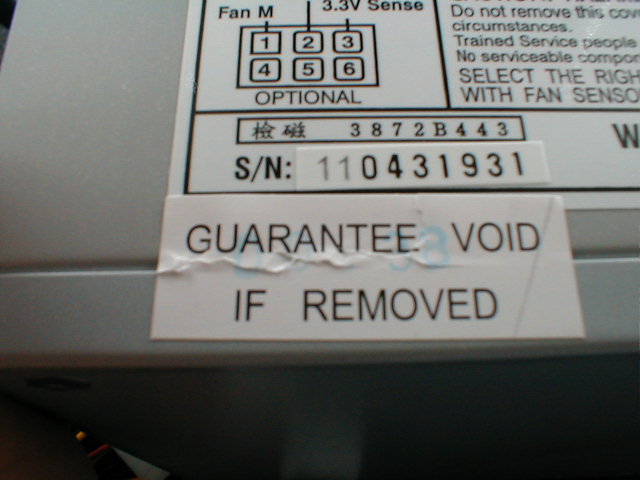 Fan M 3.3V Sense
1 2 3
4 5 6
OPTIONAL
Do not remove this cov
circumstances.
Trained Service people
No serviceable compon
SELECT THE RIGH
WITH FAN SENSO
檢磁 3872B443
W
S/N: 110431931
GUARANTEE VOID
IF REMOVED